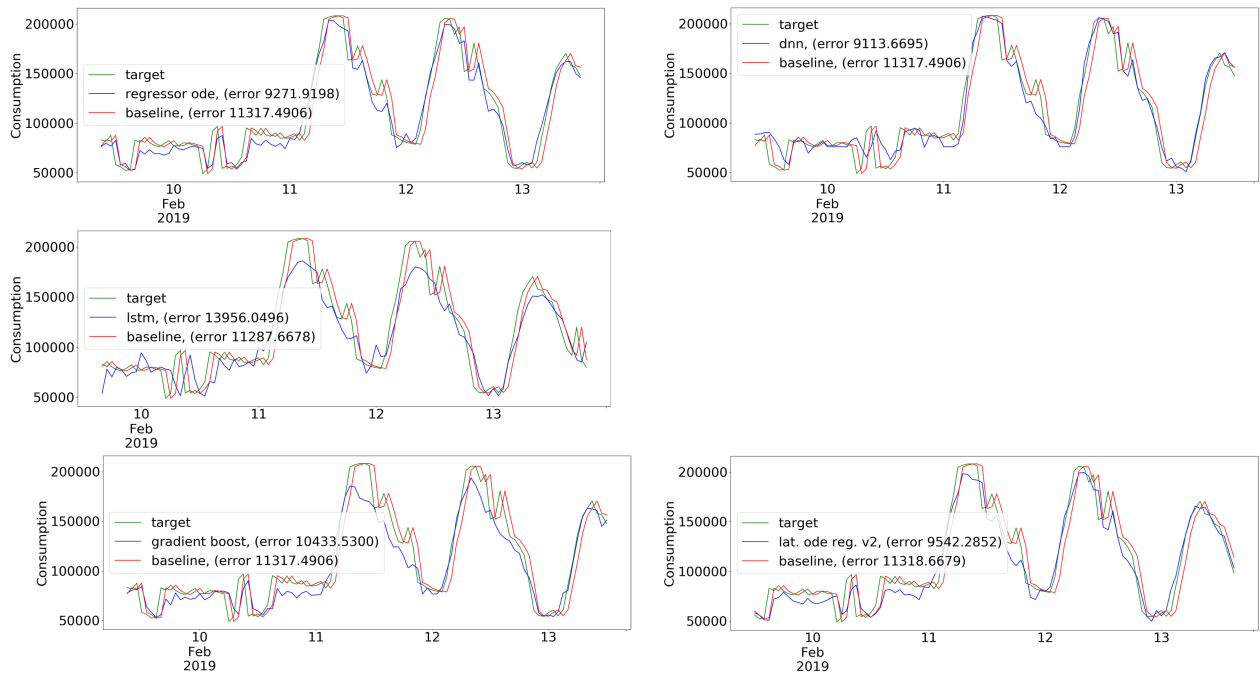 200000
150000
100000
50000
Consumption
target
regressor ode, (error 9271.9198)
baseline, (error 11317.4906)
10
11
12
13
Feb
2019
200000
150000
100000
50000
Consumption
target
dnn, (error 9113.6695)
baseline, (error 11317.4906)
10
11
12
13
Feb
2019
200000
150000
100000
50000
Consumption
target
lstm, (error 13956.0496)
baseline, (error 11287.6678)
10
11
12
13
Feb
2019
200000
150000
100000
50000
Consumption
target
gradient boost, (error 10433.5300)
baseline, (error 11317.4906)
10
11
12
13
Feb
2019
200000
150000
100000
50000
Consumption
target
lat. ode reg. v2, (error 9542.2852)
baseline, (error 11318.6679)
10
11
12
13
Feb
2019